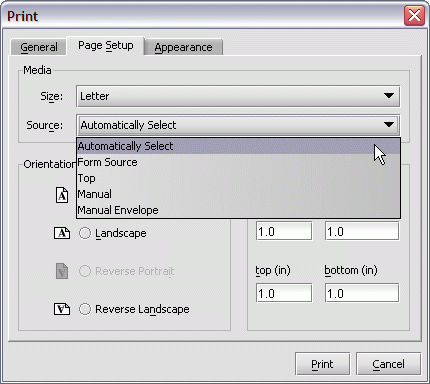 Print
General Page Setup Appearance
Media
Size: Letter
Source: Automatically Select
Automatically Select
Form Source
Top
Manual
Manual Envelope
Orientation
A
A Landscape 1.0 1.0
Reverse Portrait top (in) bottom (in)
1.0 1.0
Reverse Landscape
Print Cancel